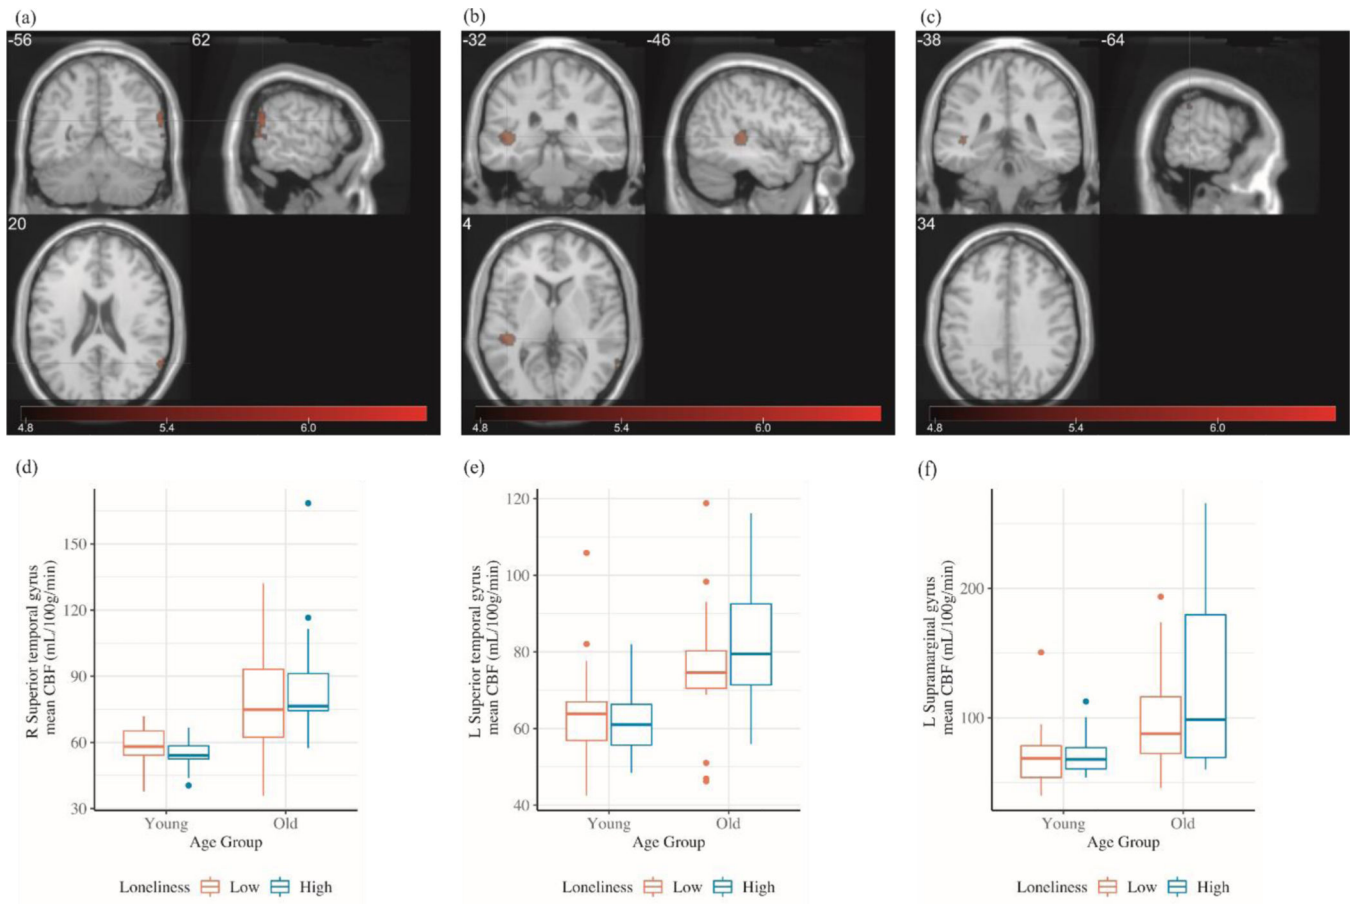 (a)
(b)
(c)
-56
62
-32
-46
-38
-64
20
4
34
4.8 5.4 6.0
4.8 5.4 6.0
4.8 5.4 6.0
(d)
(e)
(f)
R Superior temporal gyrus
mean CBF (mL/100g/min)
150
120
90
60
30
Young Old
Age Group
Loneliness Low High
L Superior temporal gyrus
mean CBF (mL/100g/min)
120
100
80
60
40
Young Old
Age Group
Loneliness Low High
L Supramarginal gyrus
mean CBF (mL/100g/min)
200
100
Young Old
Age Group
Loneliness Low High